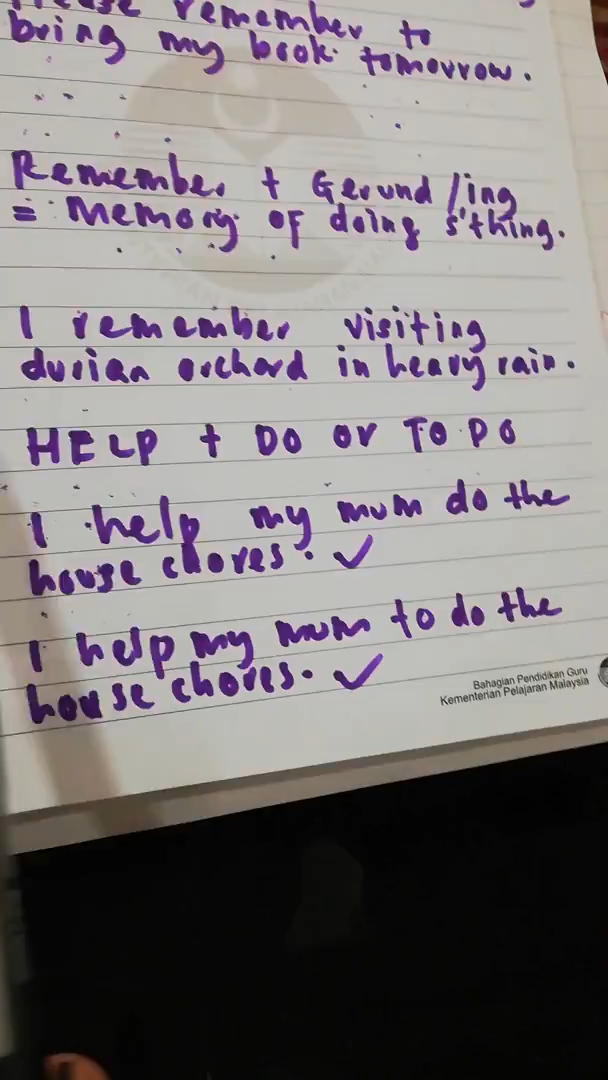 remember to
bring my book tomorrow.
Remember + Gerund/ing
= Memory of doing s'thing.
I remember visiting
durian orchard in heavy rain.
HELP + DO OR TO DO
I help my mum do the
house chores. ✓
I help my mum to do the
house chores. ✓
Bahagian Pendidikan Guru
Kementerian Pelajaran Malaysia